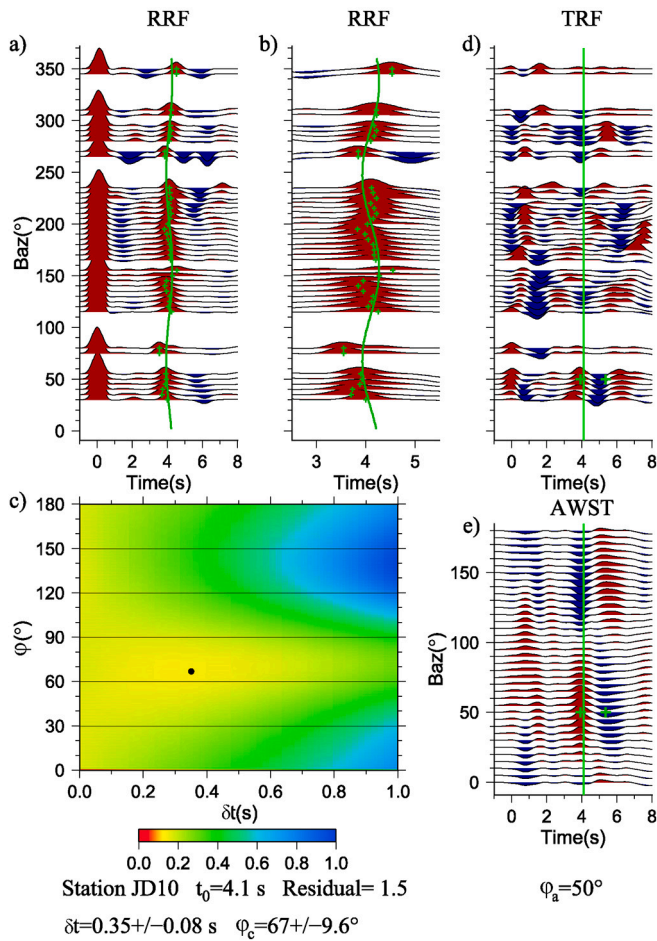 RRF RRF TRF
a) b) d)
350
300
250
200
150
100
50
0
Baz(°)
0 2 4 6 8
3 4 5
0 2 4 6 8
Time(s) Time(s) Time(s)
c) e) AWST
180
150
120
90
60
30
0
φ(°)
0.0 0.2 0.4 0.6 0.8 1.0
δt(s)
150
100
50
0
Baz(°)
0 2 4 6 8
Time(s)
0.0 0.2 0.4 0.6 0.8 1.0
Station JD10 t₀=4.1 s Residual= 1.5
δt=0.35+/−0.08 s φc=67+/−9.6°
φa=50°